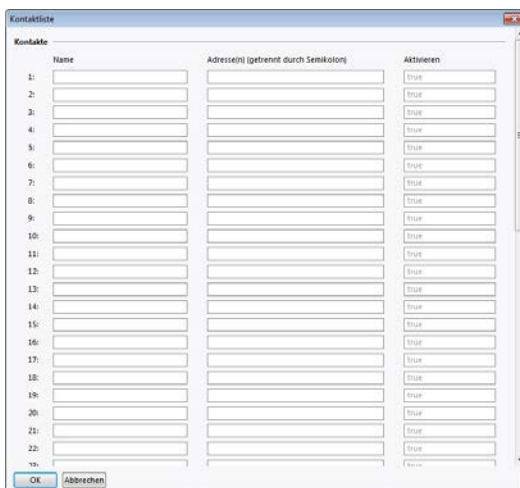 Kontaktliste
Kontakte
Name Adresse(n) (getrennt durch Semikolon) Aktivieren
1: true
2: true
3: true
4: true
5: true
6: true
7: true
8: true
9: true
10: true
11: true
12: true
13: true
14: true
15: true
16: true
17: true
18: true
19: true
20: true
21: true
22: true
OK Abbrechen